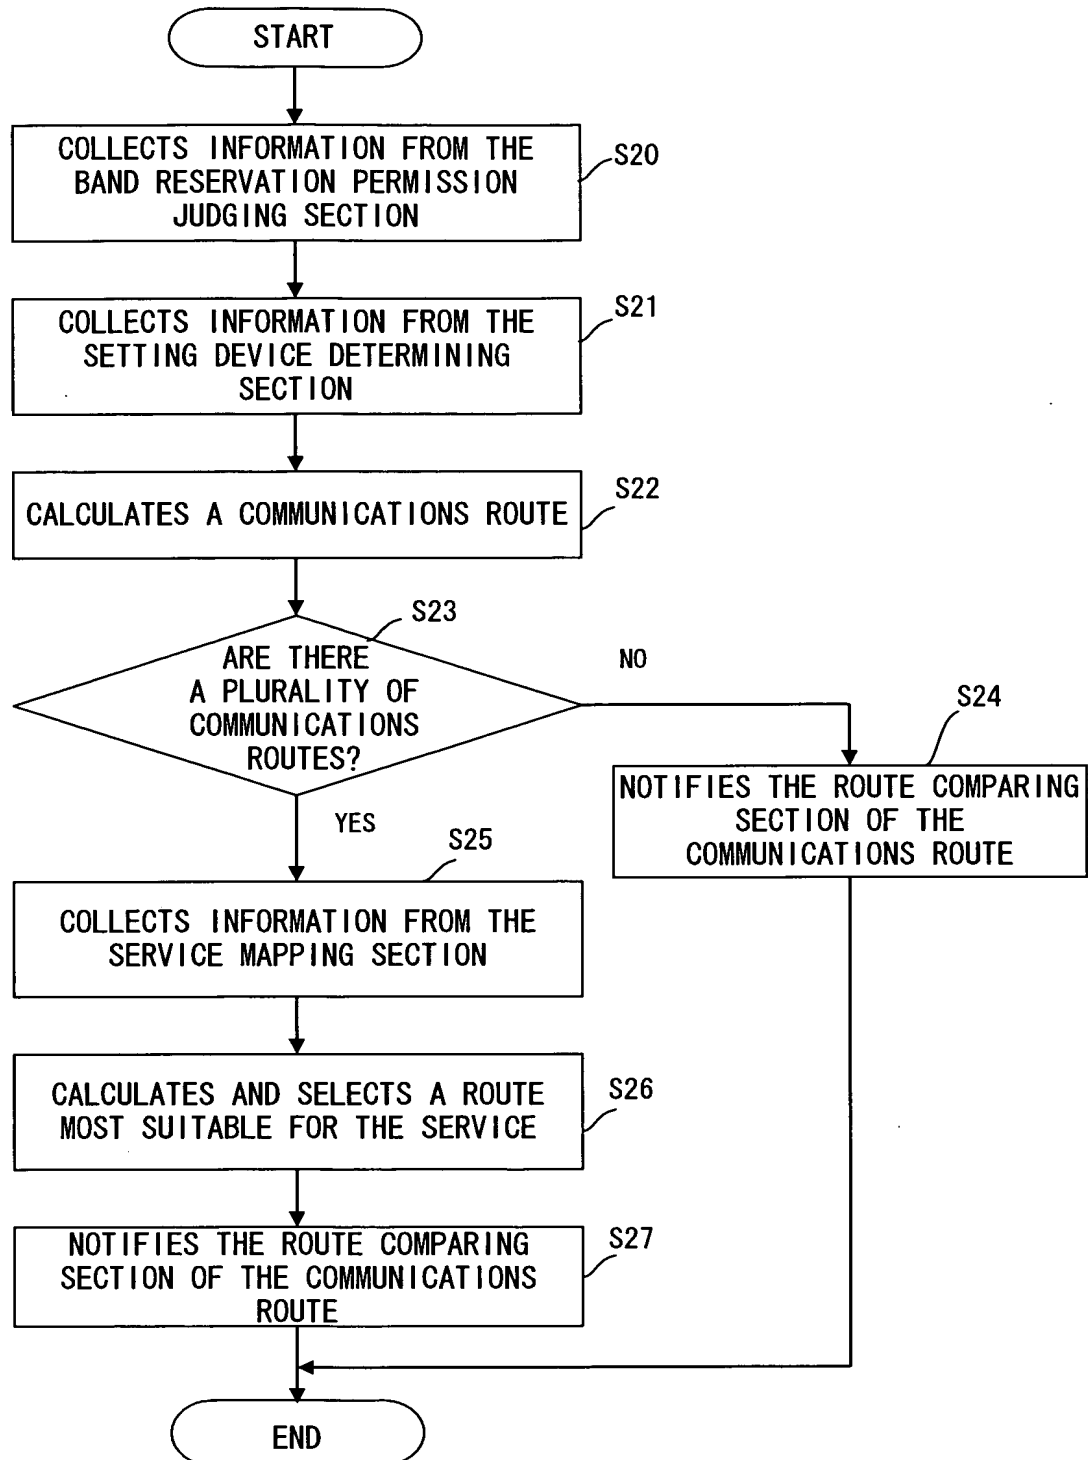 START
COLLECTS INFORMATION FROM THE
BAND RESERVATION PERMISSION
JUDGING SECTION
S20
COLLECTS INFORMATION FROM THE
SETTING DEVICE DETERMINING
SECTION
S21
CALCULATES A COMMUNICATIONS ROUTE
S22
S23
ARE THERE
A PLURALITY OF
COMMUNICATIONS
ROUTES?
NO
S24
NOTIFIES THE ROUTE COMPARING
SECTION OF THE
COMMUNICATIONS ROUTE
YES
S25
COLLECTS INFORMATION FROM THE
SERVICE MAPPING SECTION
CALCULATES AND SELECTS A ROUTE
MOST SUITABLE FOR THE SERVICE
S26
NOTIFIES THE ROUTE COMPARING
SECTION OF THE COMMUNICATIONS
ROUTE
S27
END